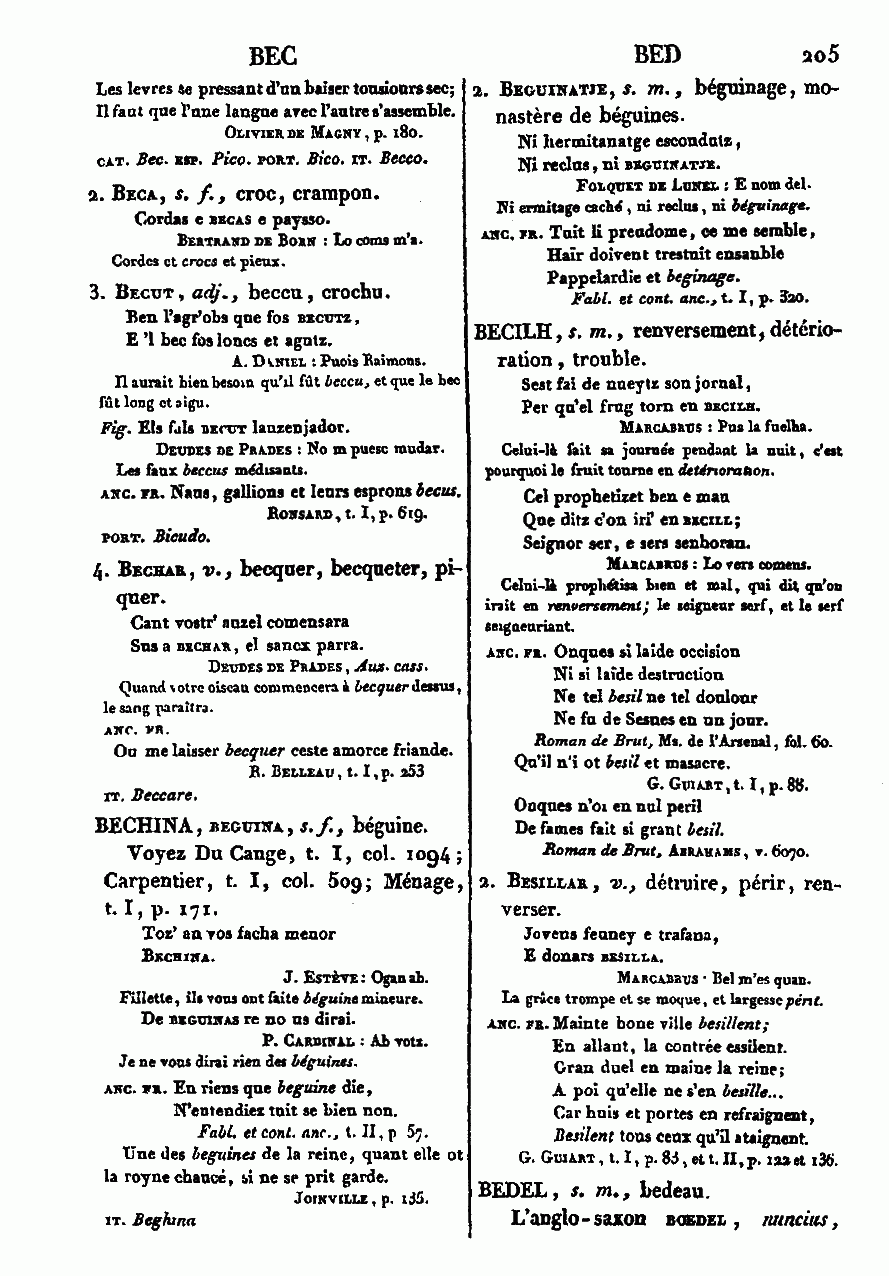 BEC
Les levres se pressant d'un baiser tousiours sec;
Il faut que l'une langue avec l'autre s'assemble.
OLIVIER DE MAGNY, p. 180.
CAT. Bec. ESP. Pico. PORT. Bico. IT. Becco.
2. BECA, s. f., croc, crampon.
Cordas e BECAS e paysso.
BERTRAND DE BORN : Lo coms m'a.
Cordes et crocs et pieux.
3. BECUT, adj., beccu, crochu.
Ben l'agr'obs que fos BECUTZ,
E 'l bec fos loncs et agutz.
A. DANIEL : Puois Raimons.
Il aurait bien besoin qu'il fût beccu, et que le bec
fût long et aigu.
Fig. Els fals BECUT lauzenjador.
DEUDES DE PRADES : No m puesc mudar.
Les faux beccus médisants.
ANC. FR. Naus, gallions et leurs esprons becus.
RONSARD, t. I, p. 619.
PORT. Bicudo.
4. BECHAR, v., becquer, becqueter, pi-
quer.
Cant vostr' auzel comensara
Sus a BECHAR, el sancx parra.
DEUDES DE PRADES, Aus. cass.
Quand votre oiseau commencera à becquer dessus,
le sang paraîtra.
ANC. FR.
Ou me laisser becquer ceste amorce friande.
R. BELLEAU, t. I, p. 253
IT. Beccare.
BECHINA, BEGUINA, s. f., béguine.
Voyez Du Cange, t. I, col. 1094;
Carpentier, t. I, col. 509; Ménage,
t. I, p. 171.
Toz' an vos facha menor
BECHINA.
J. ESTÈVE : Ogan ab.
Fillette, ils vous ont faite béguine mineure.
De BEGUINAS re no us dirai.
P. CARDINAL : Ab votz.
Je ne vous dirai rien des béguines.
ANC. FR. En riens que beguine die,
N'entendiez tuit se bien non.
Fabl. et cont. anc., t. II, p 57.
Une des beguines de la reine, quant elle ot
la royne chaucé, si ne se prit garde.
JOINVILLE, p. 135.
IT. Beghina
BED 205
2. BEGUINATJE, s. m., béguinage, mo-
nastère de béguines.
Ni hermitanatge escondutz,
Ni reclus, ni BEGUINATJE.
FOLQUET DE LUNEL : E nom del.
Ni ermitage caché, ni reclus, ni béguinage.
ANC. FR. Tuit li preudome, ce me semble,
Haïr doivent trestuit ensanble
Pappelardie et beginage.
Fabl. et cont. anc., t. I, p. 320.
BECILH, s. m., renversement, détério-
ration, trouble.
Sest fai de nueytz son jornal,
Per qu'el frug torn en BECILH.
MARCABRUS : Pus la fuelha.
Celui-là fait sa journée pendant la nuit, c'est
pourquoi le fruit tourne en détérioration.
Cel prophetizet ben e mau
Que ditz c'on iri' en BECILL;
Seignor ser, e sers senhoran.
MARCABRUS : Lo vers comens.
Celui-là prophétisa bien et mal, qui dit qu'on
irait en renversement; le seigneur serf, et le serf
seigneuriant.
ANC. FR. Onques si laide occision
Ni si laide destruction
Ne tel besil ne tel doulour
Ne fu de Sesnes en un jour.
Roman de Brut, Ms. de l'Arsenal, fol. 60.
Qu'il n'i ot besil et masacre.
G. GUIART, t. I, p. 88.
Onques n'oi en nul peril
De fames fait si grant besil.
Roman de Brut, ABRAHAMS, v. 6070.
2. BESILLAR, v., détruire, périr, ren-
verser.
Jovens feuney e trafana,
E donars BESILLA.
MARCABRUS · Bel m'es quan.
La grâce trompe et se moque, et largesse périt.
ANC. FR. Mainte bone ville besillent;
En allant, la contrée essilent.
Gran duel en maine la reine;
A poi qu'elle ne s'en besille...
Car huis et portes en refraignent,
Besilent tous ceux qu'il ataignent.
G. GUIART, t. I, p. 83, et t. II, p. 122 et 136.
BEDEL, s. m., bedeau.
L'anglo-saxon BŒDEL, nuncius,